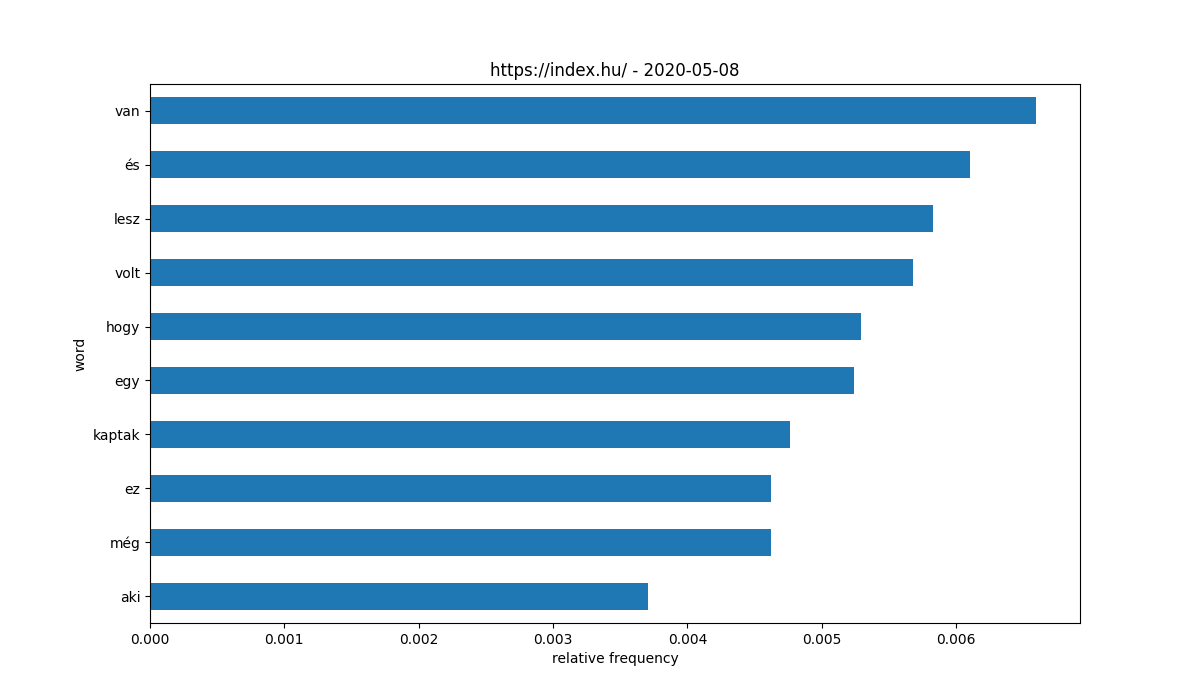 https://index.hu/ - 2020-05-08
van
és
lesz
volt
hogy
egy
kaptak
ez
még
aki
word
0.000 0.001 0.002 0.003 0.004 0.005 0.006
relative frequency